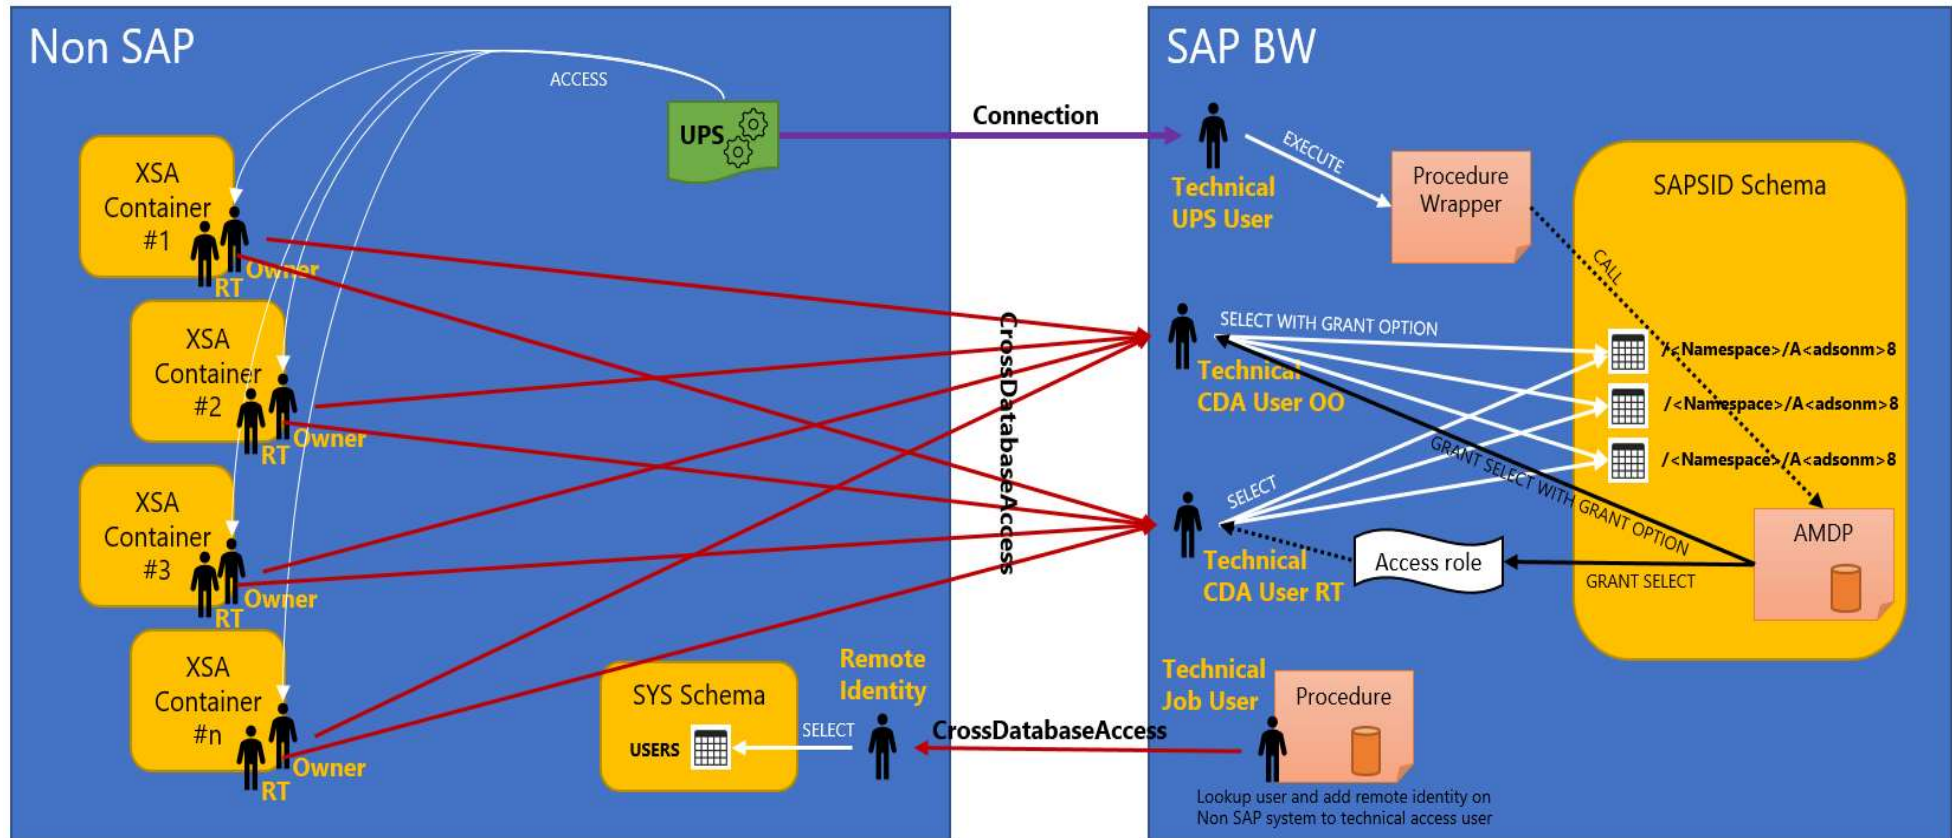 Non SAP
ACCESS
UPS
XSA
Container
#1
Owner
RT
XSA
Container
#2
Owner
RT
XSA
Container
#3
Owner
RT
XSA
Container
#n
Owner
RT
SYS Schema
USERS
SELECT
Remote
Identity
Connection
CrossDatabaseAccess
CrossDatabaseAccess
SAP BW
Technical
UPS User
EXECUTE
Procedure
Wrapper
CALL
SAPSID Schema
SELECT WITH GRANT OPTION
Technical
CDA User OO
/<Namespace>/A<adsonm>8
/<Namespace>/A<adsonm>8
/<Namespace>/A<adsonm>8
GRANT SELECT WITH GRANT OPTION
SELECT
Technical
CDA User RT
Access role
GRANT SELECT
AMDP
Technical
Job User
Procedure
Lookup user and add remote identity on
Non SAP system to technical access user